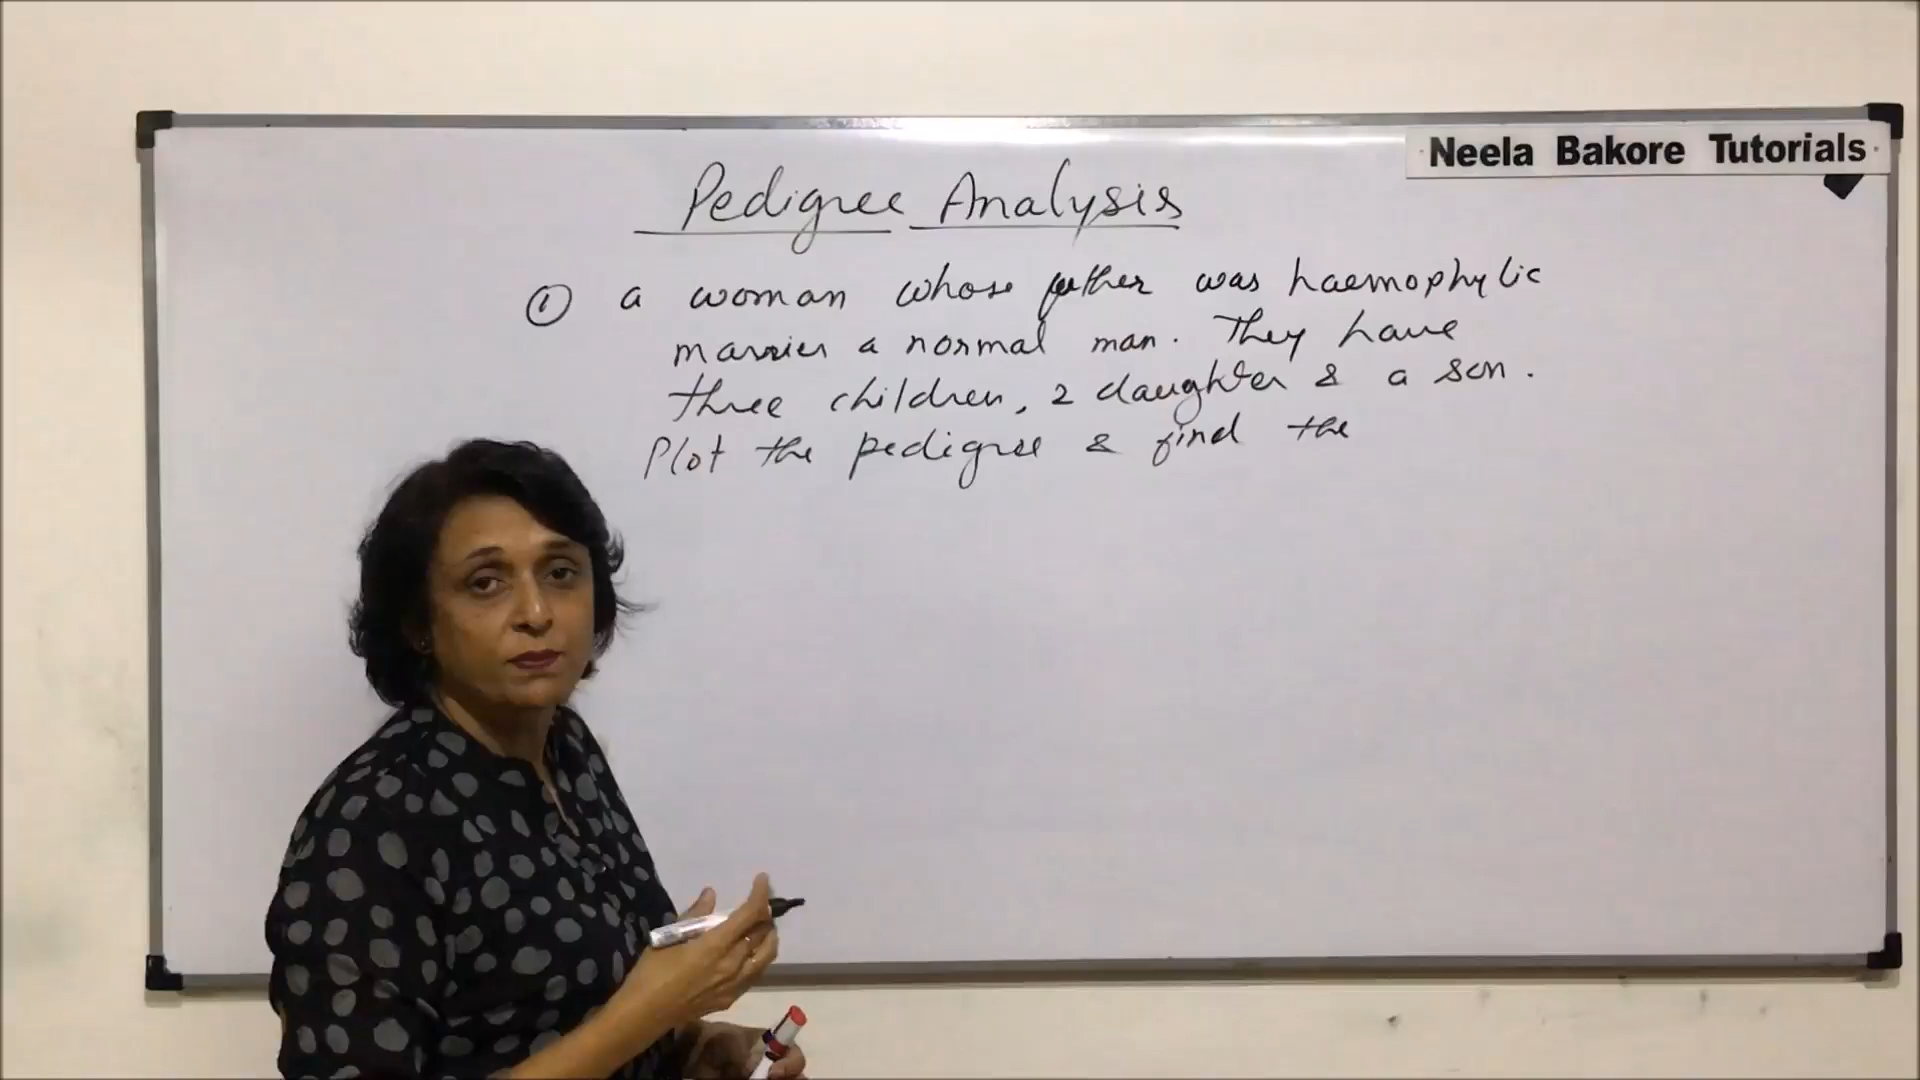 Neela Bakore Tutorials
Pedigree Analysis
① a woman whose father was haemophylic
marries a normal man. They have
three children, 2 daughter & a son.
Plot the pedigree & find the